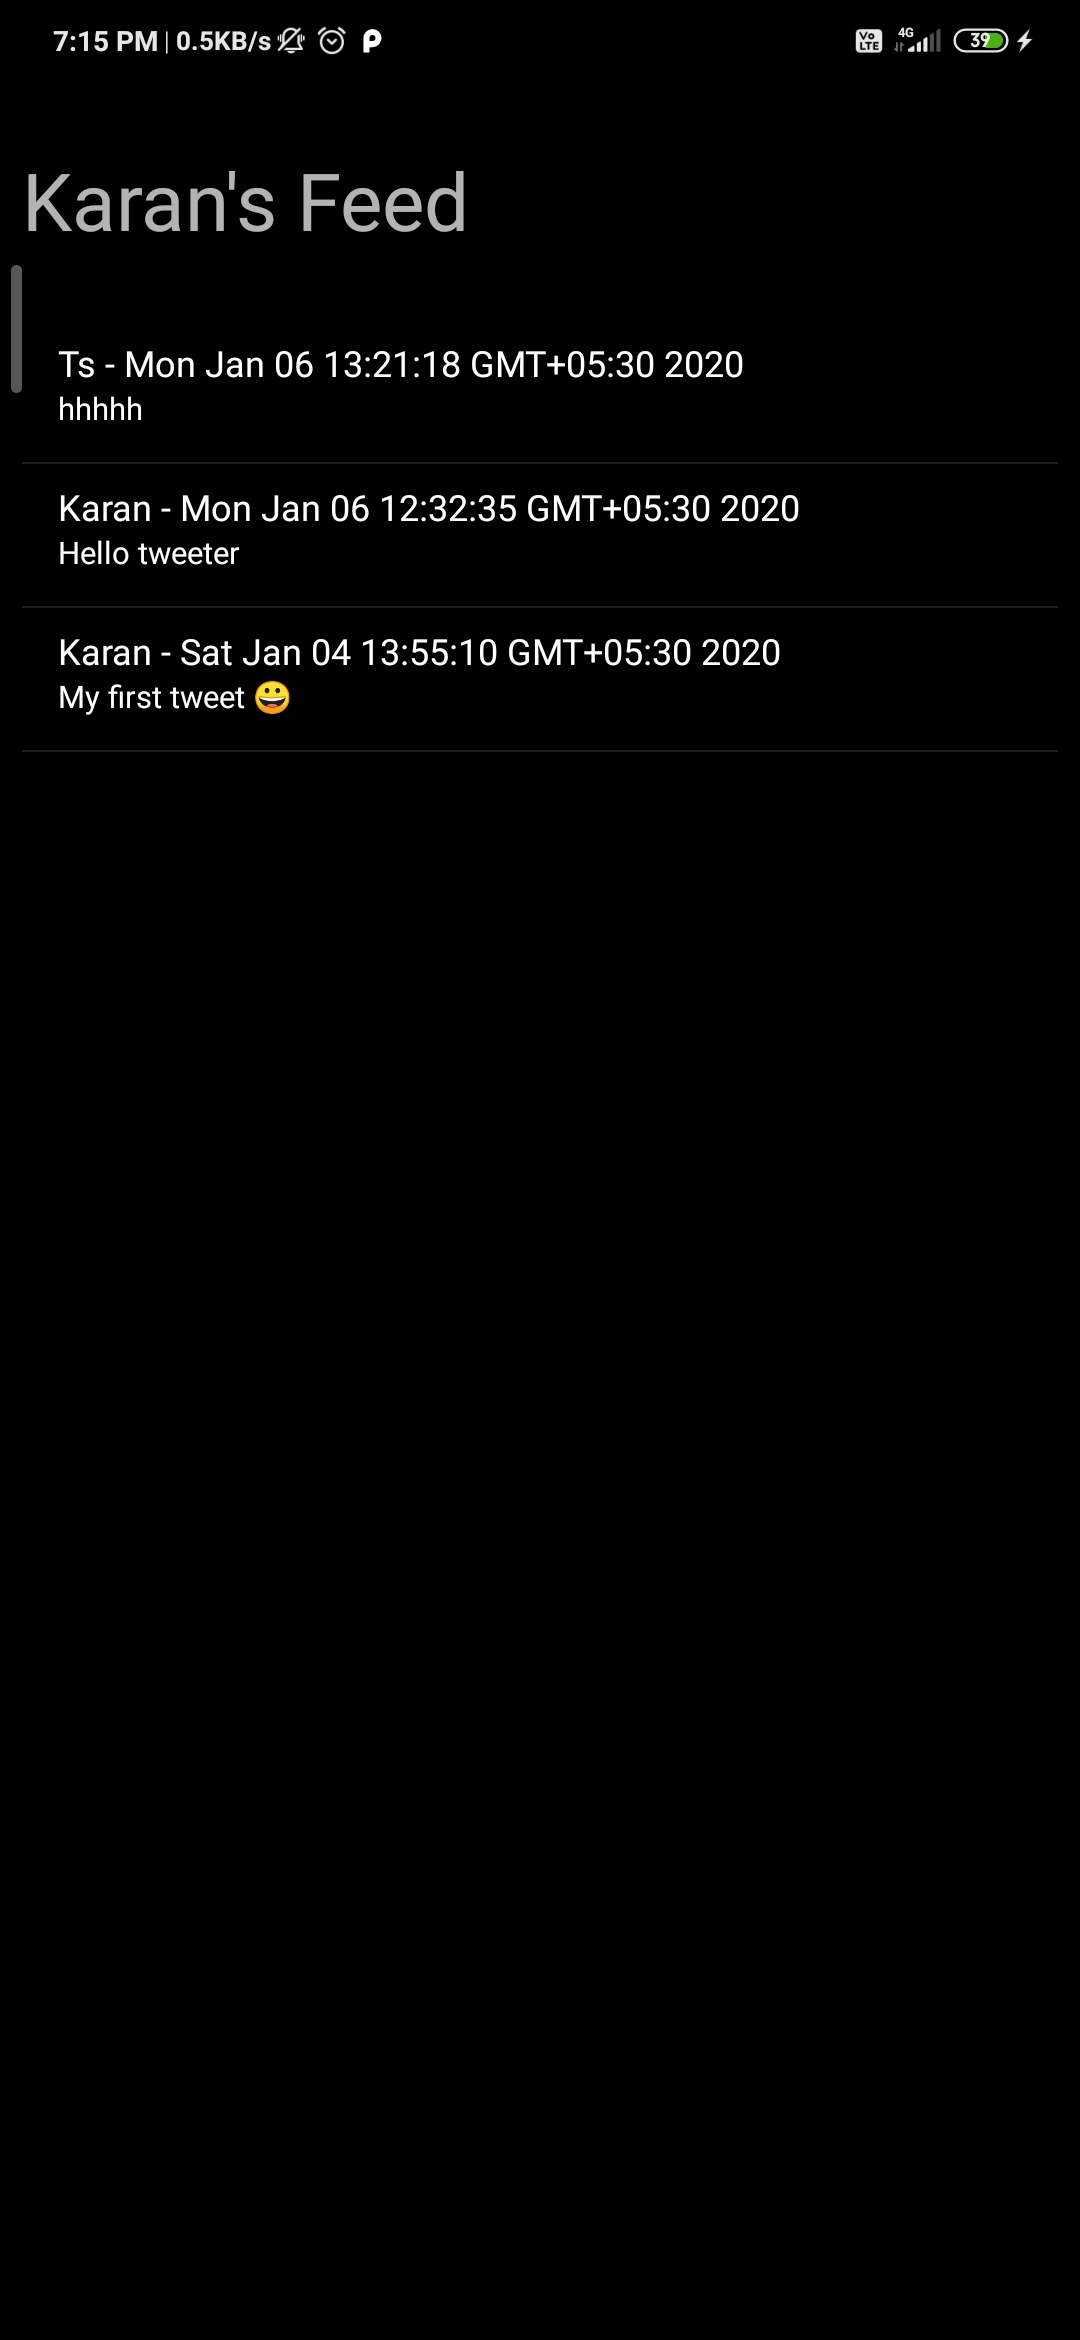 7:15 PM | 0.5KB/s Vo LTE 4G 39
Karan's Feed
Ts - Mon Jan 06 13:21:18 GMT+05:30 2020
hhhhh
Karan - Mon Jan 06 12:32:35 GMT+05:30 2020
Hello tweeter
Karan - Sat Jan 04 13:55:10 GMT+05:30 2020
My first tweet 😀